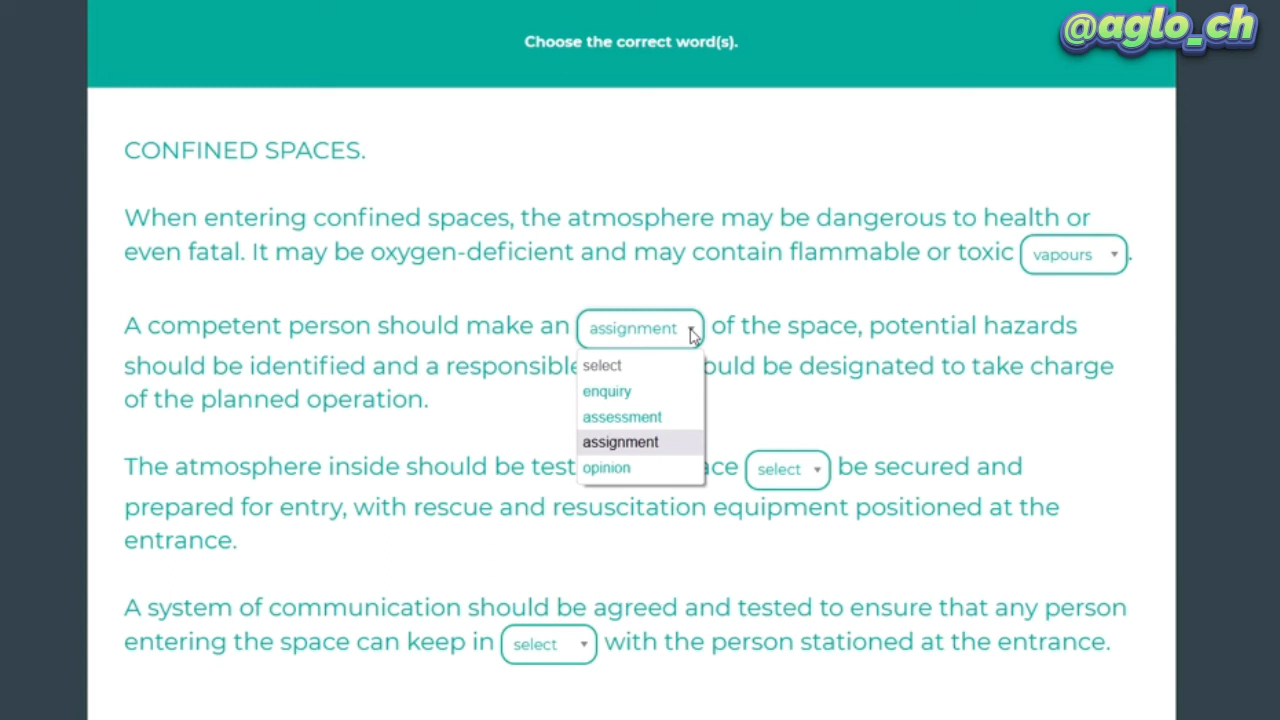 @aglo_ch
Choose the correct word(s).
CONFINED SPACES.
When entering confined spaces, the atmosphere may be dangerous to health or
even fatal. It may be oxygen-deficient and may contain flammable or toxic vapours.
A competent person should make an assignment of the space, potential hazards
should be identified and a responsible ould be designated to take charge
of the planned operation.
select
enquiry
assessment
assignment
opinion
The atmosphere inside should be test ace select be secured and
prepared for entry, with rescue and resuscitation equipment positioned at the
entrance.
A system of communication should be agreed and tested to ensure that any person
entering the space can keep in select with the person stationed at the entrance.